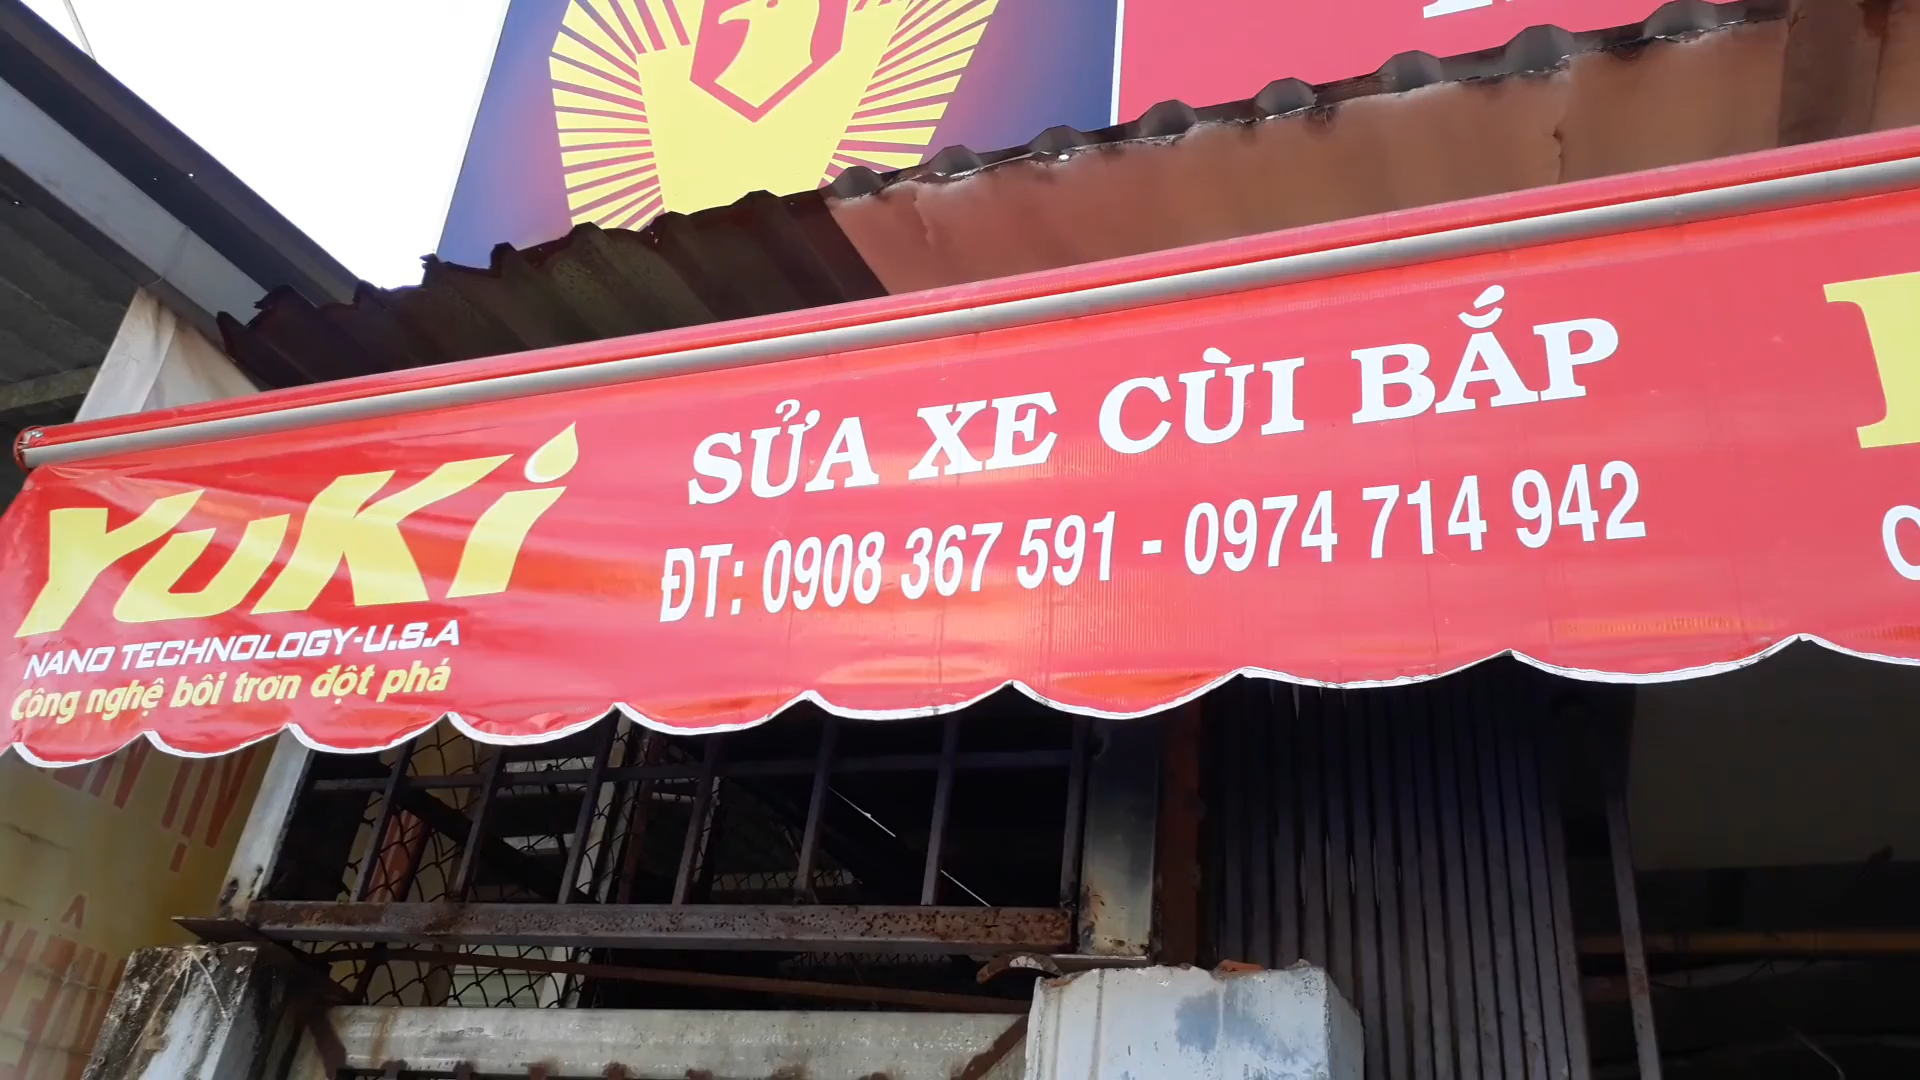 YUKI
NANO TECHNOLOGY-U.S.A
Công nghệ bôi trơn đột phá
SỬA XE CÙI BẮP
ĐT: 0908 367 591 - 0974 714 942